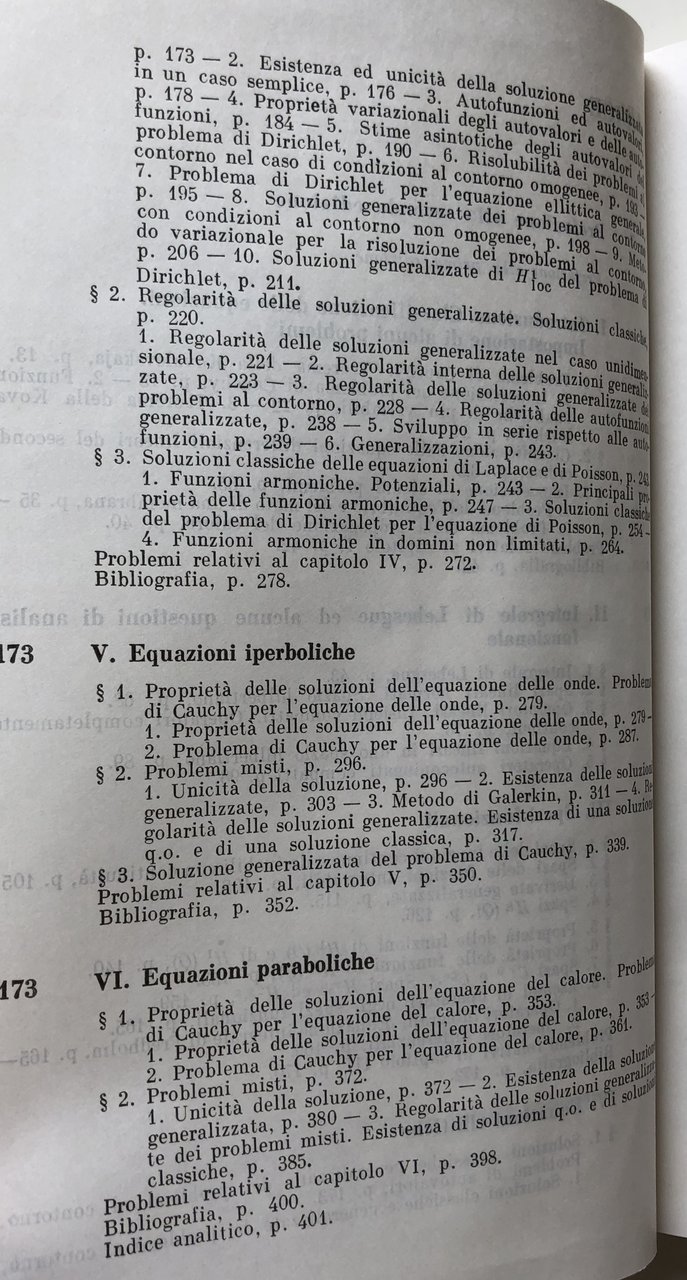 p. 173 — 2. Esistenza ed unicità della soluzione generalizzata
in un caso semplice, p. 176 — 3. Autofunzioni ed autovalori
p. 178 — 4. Proprietà variazionali degli autovalori e delle auto-
funzioni, p. 184 — 5. Stime asintotiche degli autovalori del
problema di Dirichlet, p. 190 — 6. Risolubilità dei problemi al
contorno nel caso di condizioni al contorno omogenee, p. 193 —
7. Problema di Dirichlet per l'equazione ellittica generale
p. 195 — 8. Soluzioni generalizzate dei problemi al contorno
con condizioni al contorno non omogenee, p. 198 — 9. Meto-
do variazionale per la risoluzione dei problemi al contorno,
p. 206 — 10. Soluzioni generalizzate di H¹loc del problema di
Dirichlet, p. 211.
§ 2. Regolarità delle soluzioni generalizzate. Soluzioni classiche,
p. 220.
1. Regolarità delle soluzioni generalizzate nel caso unidimen-
sionale, p. 221 — 2. Regolarità interna delle soluzioni generaliz-
zate, p. 223 — 3. Regolarità delle soluzioni generalizzate dei
problemi al contorno, p. 228 — 4. Regolarità delle autofunzioni
generalizzate, p. 238 — 5. Sviluppo in serie rispetto alle auto-
funzioni, p. 239 — 6. Generalizzazioni, p. 243.
§ 3. Soluzioni classiche delle equazioni di Laplace e di Poisson, p. 243
1. Funzioni armoniche. Potenziali, p. 243 — 2. Principali pro-
prietà delle funzioni armoniche, p. 247 — 3. Soluzioni classiche
del problema di Dirichlet per l'equazione di Poisson, p. 254 —
4. Funzioni armoniche in domini non limitati, p. 264.
Problemi relativi al capitolo IV, p. 272.
Bibliografia, p. 278.
173 V. Equazioni iperboliche
§ 1. Proprietà delle soluzioni dell'equazione delle onde. Problema
di Cauchy per l'equazione delle onde, p. 279.
1. Proprietà delle soluzioni dell'equazione delle onde, p. 279 —
2. Problema di Cauchy per l'equazione delle onde, p. 287.
§ 2. Problemi misti, p. 296.
1. Unicità della soluzione, p. 296 — 2. Esistenza delle soluzioni
generalizzate, p. 303 — 3. Metodo di Galerkin, p. 311 — 4. Re-
golarità delle soluzioni generalizzate. Esistenza di una soluzione
q.o. e di una soluzione classica, p. 317.
§ 3. Soluzione generalizzata del problema di Cauchy, p. 339.
Problemi relativi al capitolo V, p. 350.
Bibliografia, p. 352.
173 VI. Equazioni paraboliche
§ 1. Proprietà delle soluzioni dell'equazione del calore. Problema
di Cauchy per l'equazione del calore, p. 353.
1. Proprietà delle soluzioni dell'equazione del calore, p. 353 —
2. Problema di Cauchy per l'equazione del calore, p. 361.
§ 2. Problemi misti, p. 372.
1. Unicità della soluzione, p. 372 — 2. Esistenza della soluzione
generalizzata, p. 380 — 3. Regolarità delle soluzioni generalizza-
te dei problemi misti. Esistenza di soluzioni q.o. e di soluzioni
classiche, p. 385.
Problemi relativi al capitolo VI, p. 398.
Bibliografia, p. 400.
Indice analitico, p. 401.